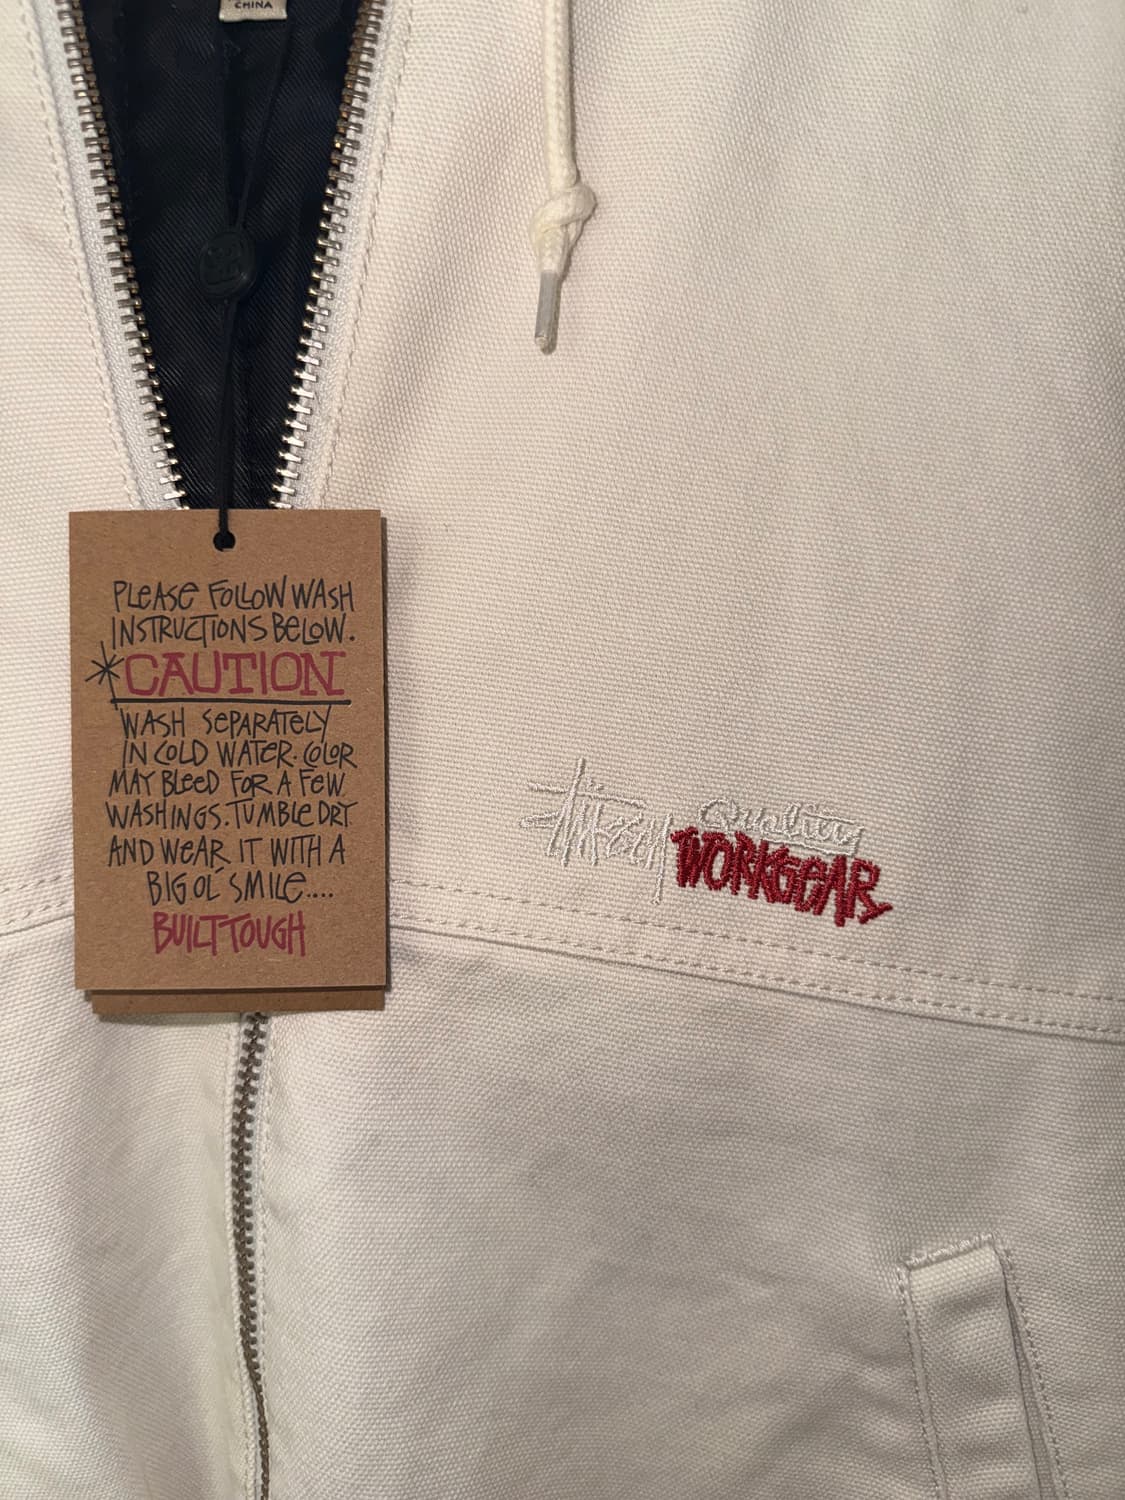 CHINA
PLEASE FOLLOW WASH
INSTRUCTIONS BELOW.
*CAUTION
WASH SEPARATELY
IN COLD WATER. COLOR
MAY BLEED FOR A FEW
WASHINGS. TUMBLE DRY
AND WEAR IT WITH A
BIG OL' SMILE....
BUILT TOUGH
Stüssy Quality
WORKGEAR